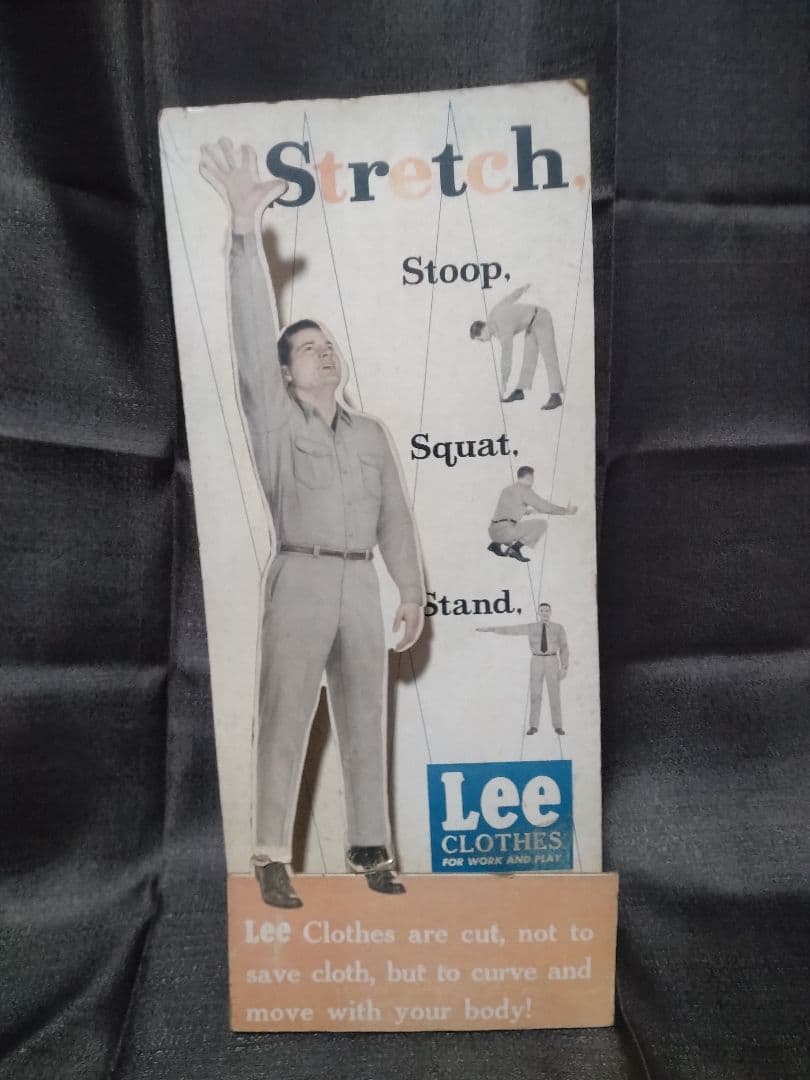 Stretch.
Stoop,
Squat,
Stand,
Lee
CLOTHES
FOR WORK AND PLAY
Lee Clothes are cut, not to
save cloth, but to curve and
move with your body!